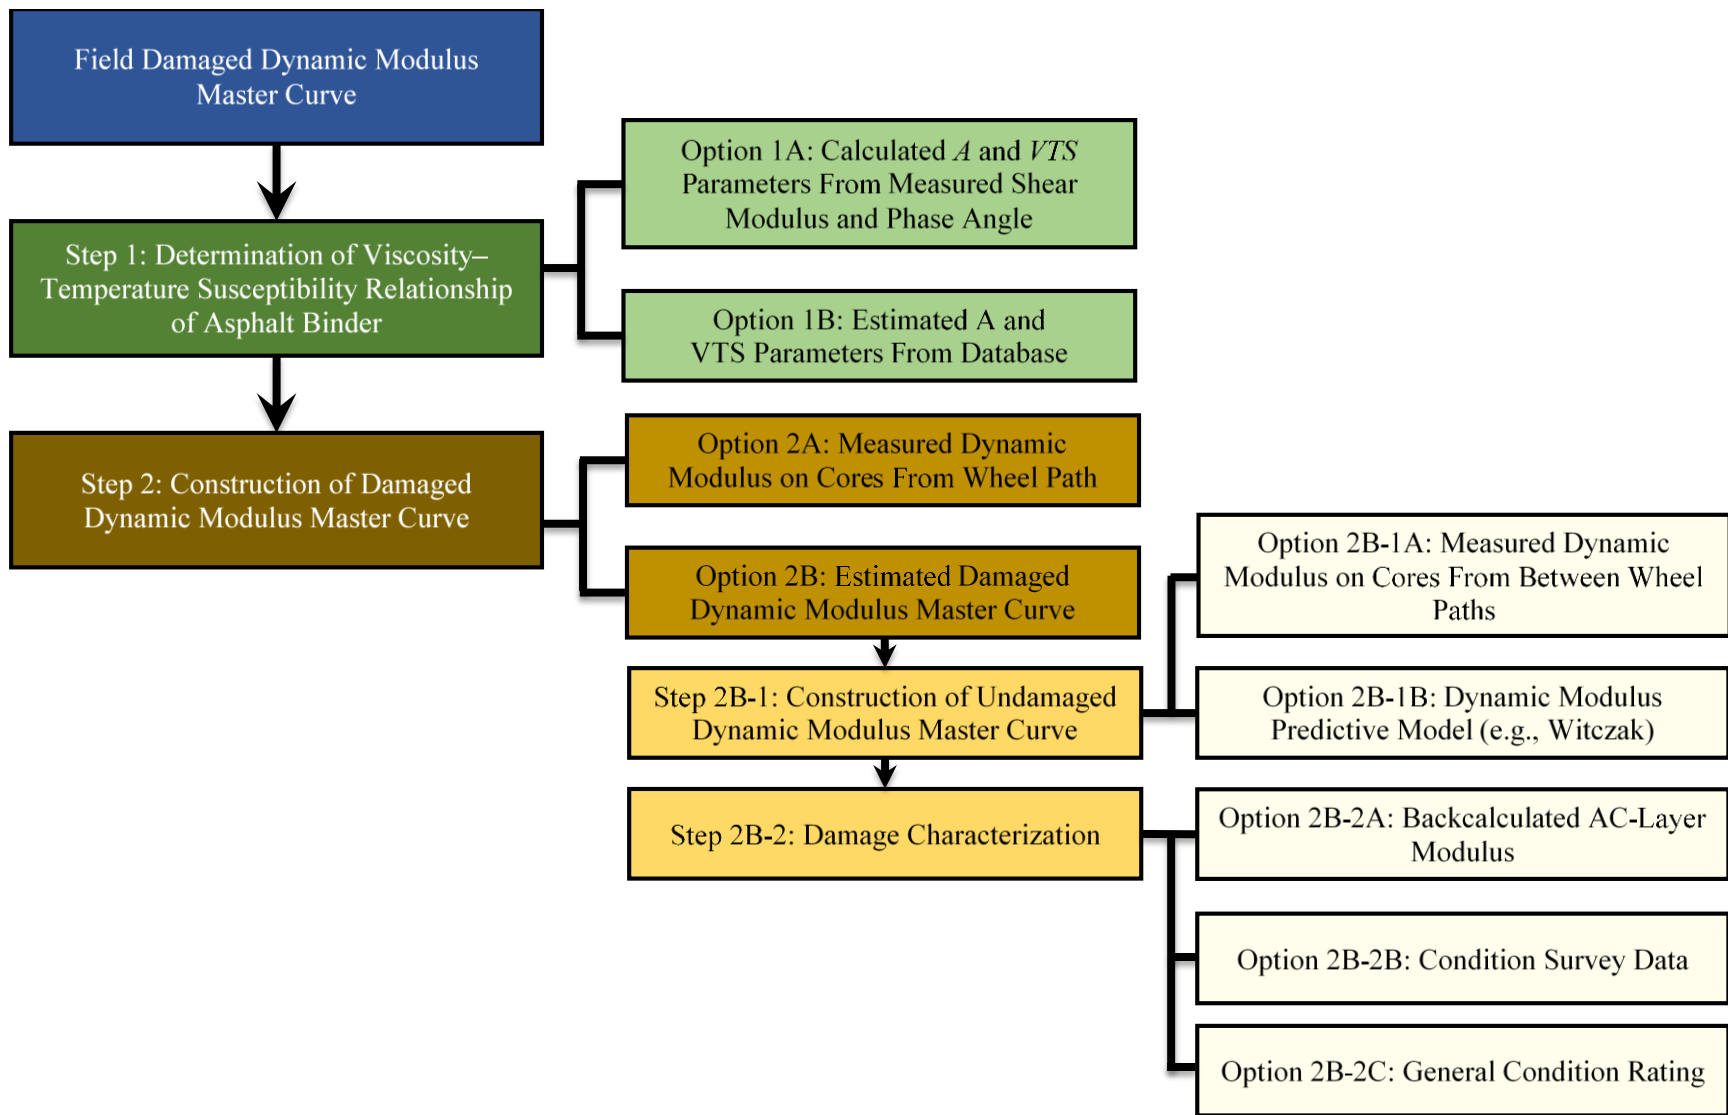 Field Damaged Dynamic Modulus
Master Curve
Step 1: Determination of Viscosity–
Temperature Susceptibility Relationship
of Asphalt Binder
Option 1A: Calculated A and VTS
Parameters From Measured Shear
Modulus and Phase Angle
Option 1B: Estimated A and
VTS Parameters From Database
Step 2: Construction of Damaged
Dynamic Modulus Master Curve
Option 2A: Measured Dynamic
Modulus on Cores From Wheel Path
Option 2B: Estimated Damaged
Dynamic Modulus Master Curve
Step 2B-1: Construction of Undamaged
Dynamic Modulus Master Curve
Option 2B-1A: Measured Dynamic
Modulus on Cores From Between Wheel
Paths
Option 2B-1B: Dynamic Modulus
Predictive Model (e.g., Witczak)
Step 2B-2: Damage Characterization
Option 2B-2A: Backcalculated AC-Layer
Modulus
Option 2B-2B: Condition Survey Data
Option 2B-2C: General Condition Rating